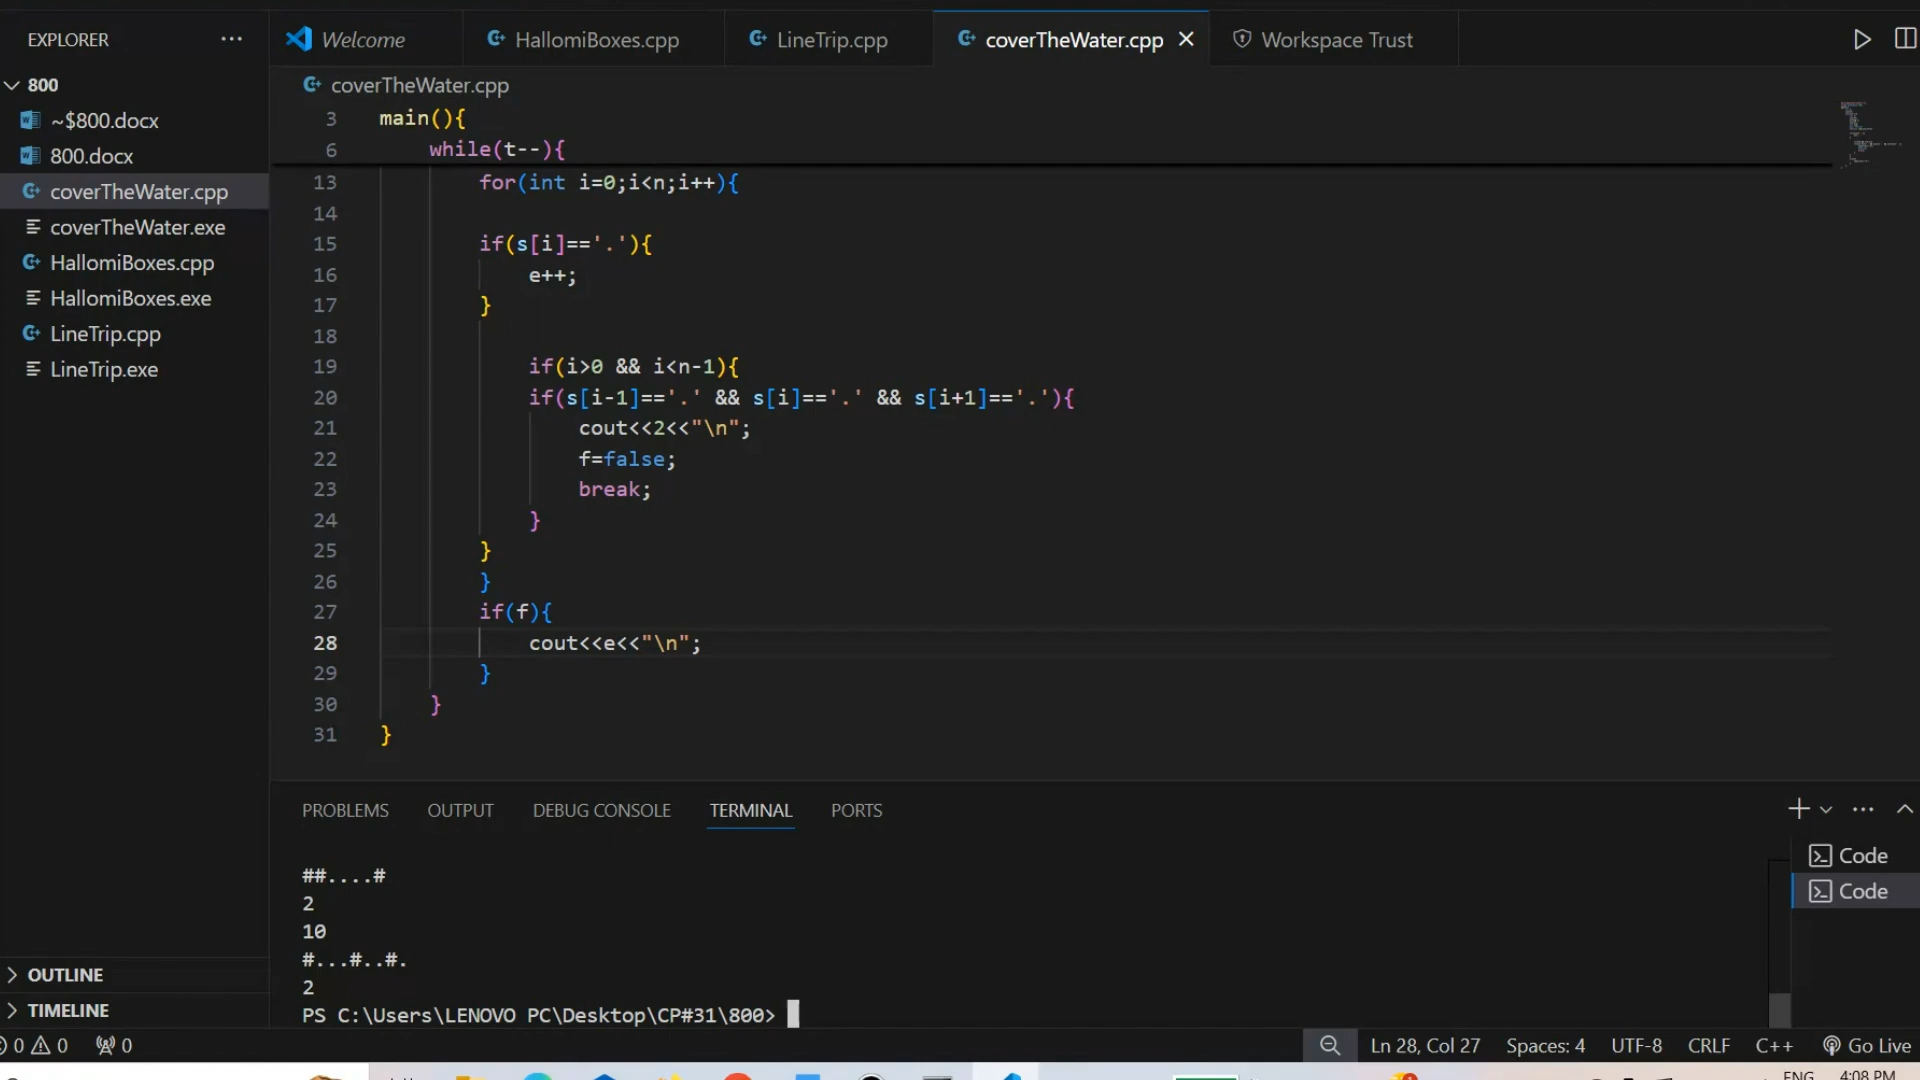 EXPLORER ···
Welcome
HallomiBoxes.cpp
LineTrip.cpp
coverTheWater.cpp
Workspace Trust
800
~$800.docx
800.docx
coverTheWater.cpp
coverTheWater.exe
HallomiBoxes.cpp
HallomiBoxes.exe
LineTrip.cpp
LineTrip.exe
OUTLINE
TIMELINE
coverTheWater.cpp
3 main(){
6 while(t--){
13 for(int i=0;i<n;i++){
14
15 if(s[i]=='.'){
16 e++;
17 }
18
19 if(i>0 && i<n-1){
20 if(s[i-1]=='.' && s[i]=='.' && s[i+1]=='.'){
21 cout<<2<<"\n";
22 f=false;
23 break;
24 }
25 }
26 }
27 if(f){
28 cout<<e<<"\n";
29 }
30 }
31 }
PROBLEMS OUTPUT DEBUG CONSOLE TERMINAL PORTS
##....#
2
10
#...#..#.
2
PS C:\Users\LENOVO PC\Desktop\CP#31\800>
Code
Code
0 0 0
Ln 28, Col 27 Spaces: 4 UTF-8 CRLF C++ Go Live
ENG 4:08 PM